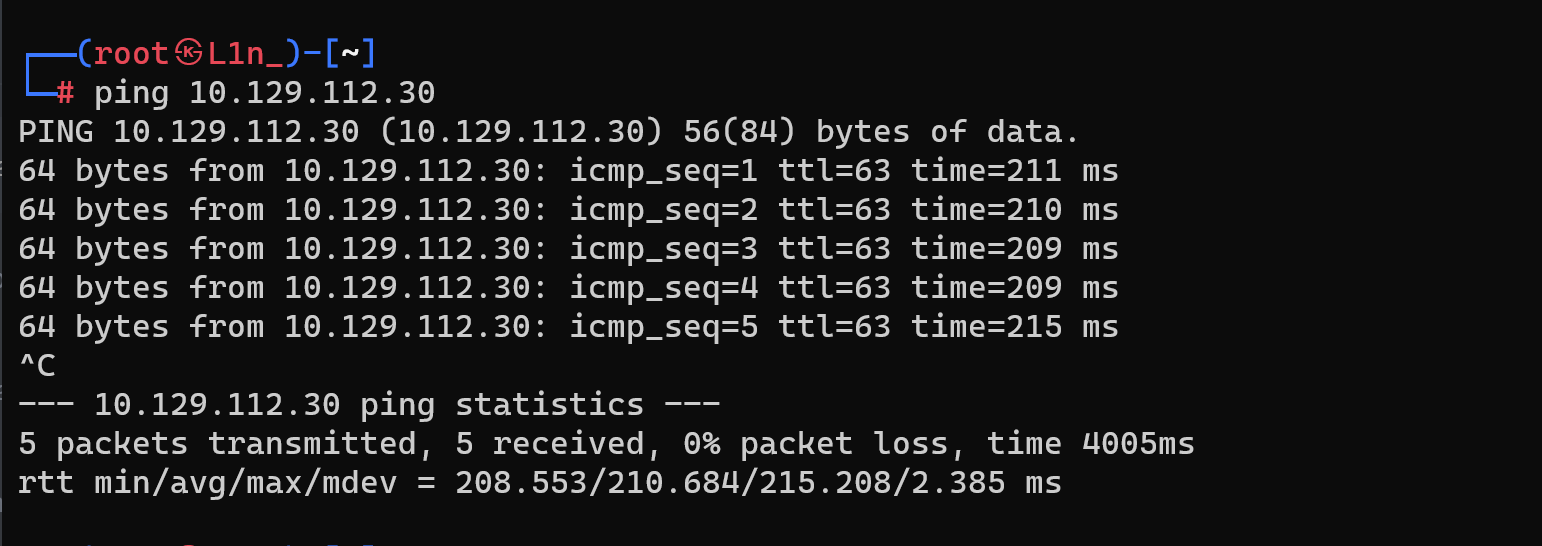 ┌──(root㉿L1n_)-[~]
└─# ping 10.129.112.30
PING 10.129.112.30 (10.129.112.30) 56(84) bytes of data.
64 bytes from 10.129.112.30: icmp_seq=1 ttl=63 time=211 ms
64 bytes from 10.129.112.30: icmp_seq=2 ttl=63 time=210 ms
64 bytes from 10.129.112.30: icmp_seq=3 ttl=63 time=209 ms
64 bytes from 10.129.112.30: icmp_seq=4 ttl=63 time=209 ms
64 bytes from 10.129.112.30: icmp_seq=5 ttl=63 time=215 ms
^C
--- 10.129.112.30 ping statistics ---
5 packets transmitted, 5 received, 0% packet loss, time 4005ms
rtt min/avg/max/mdev = 208.553/210.684/215.208/2.385 ms